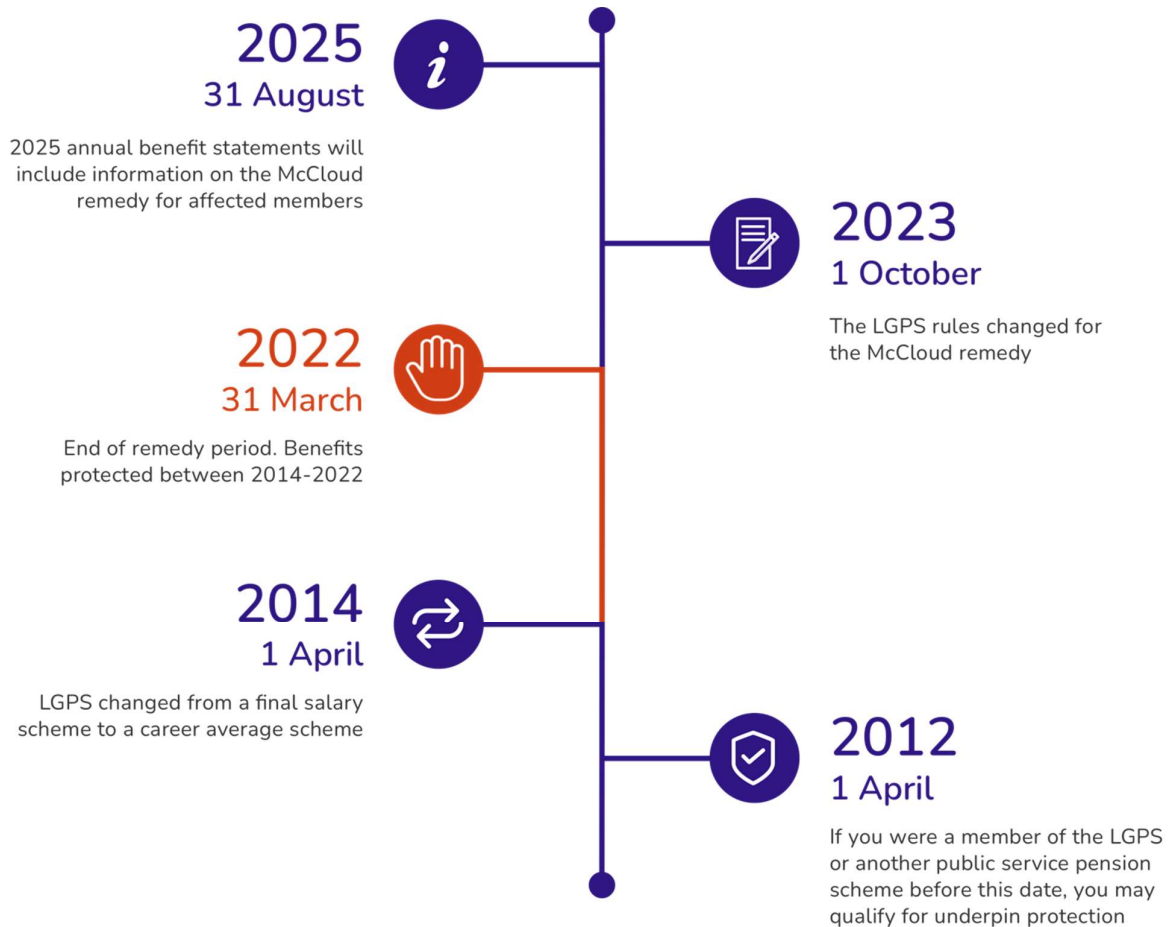 2025
31 August
2025 annual benefit statements will
include information on the McCloud
remedy for affected members
2023
1 October
The LGPS rules changed for
the McCloud remedy
2022
31 March
End of remedy period. Benefits
protected between 2014-2022
2014
1 April
LGPS changed from a final salary
scheme to a career average scheme
2012
1 April
If you were a member of the LGPS
or another public service pension
scheme before this date, you may
qualify for underpin protection